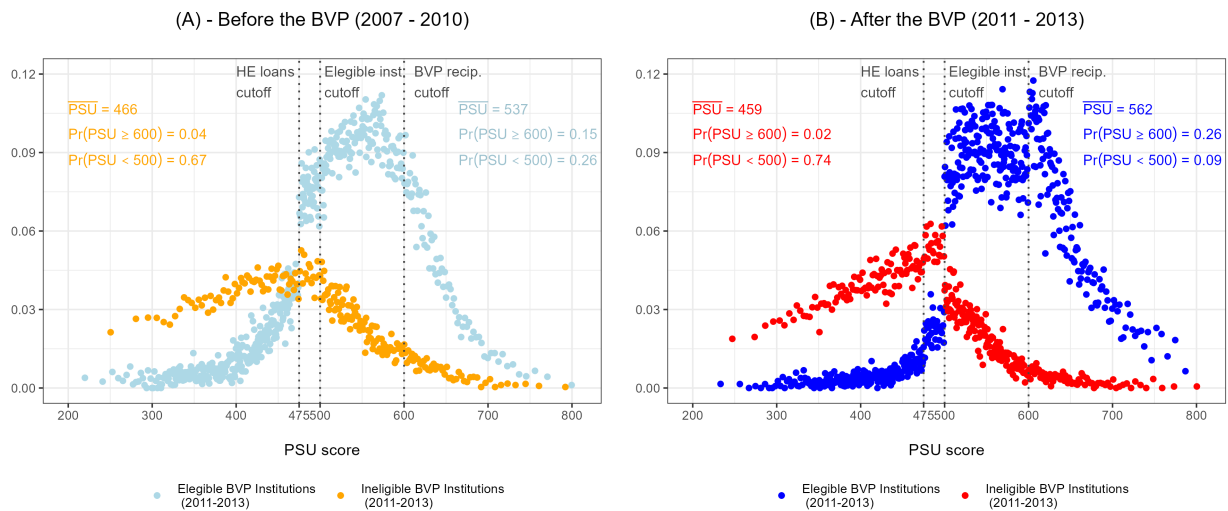 (A) - Before the BVP (2007 - 2010)
HE loans
cutoff
Elegible inst.
cutoff
BVP recip.
cutoff
PSU = 466
Pr(PSU ≥ 600) = 0.04
Pr(PSU < 500) = 0.67
PSU = 537
Pr(PSU ≥ 600) = 0.15
Pr(PSU < 500) = 0.26
0.12
0.09
0.06
0.03
0.00
200 300 400 475 500 600 700 800
PSU score
Elegible BVP Institutions
(2011-2013)
Ineligible BVP Institutions
(2011-2013)
(B) - After the BVP (2011 - 2013)
HE loans
cutoff
Elegible inst.
cutoff
BVP recip.
cutoff
PSU = 459
Pr(PSU ≥ 600) = 0.02
Pr(PSU < 500) = 0.74
PSU = 562
Pr(PSU ≥ 600) = 0.26
Pr(PSU < 500) = 0.09
0.12
0.09
0.06
0.03
0.00
200 300 400 475 500 600 700 800
PSU score
Elegible BVP Institutions
(2011-2013)
Ineligible BVP Institutions
(2011-2013)